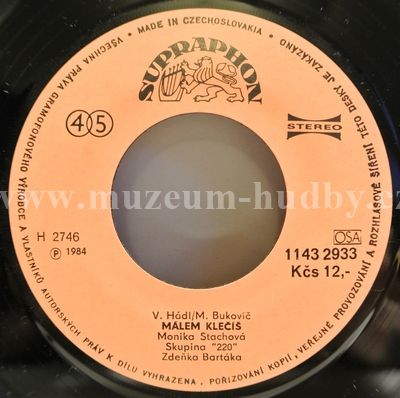 • MADE IN CZECHOSLOVAKIA •
VŠECHNA PRÁVA GRAMOFONOVÉHO VÝROBCE A VLASTNÍKŮ AUTORSKÝCH PRÁV K DÍLU VYHRAZENA. POŘIZOVÁNÍ KOPIÍ, VEŘEJNÉ PROVOZOVÁNÍ A ROZHLASOVÉ ŠÍŘENÍ TÉTO DESKY JE ZAKÁZÁNO
SUPRAPHON
45
STEREO
www.muzeum-hudby.cz
H 2746
Ⓟ 1984
OSA
1143 2933
Kčs 12,-
V. Hádl/M. Bukovič
MÁLEM KLEČÍŠ
Monika Stachová
Skupina "220"
Zdeňka Bartáka